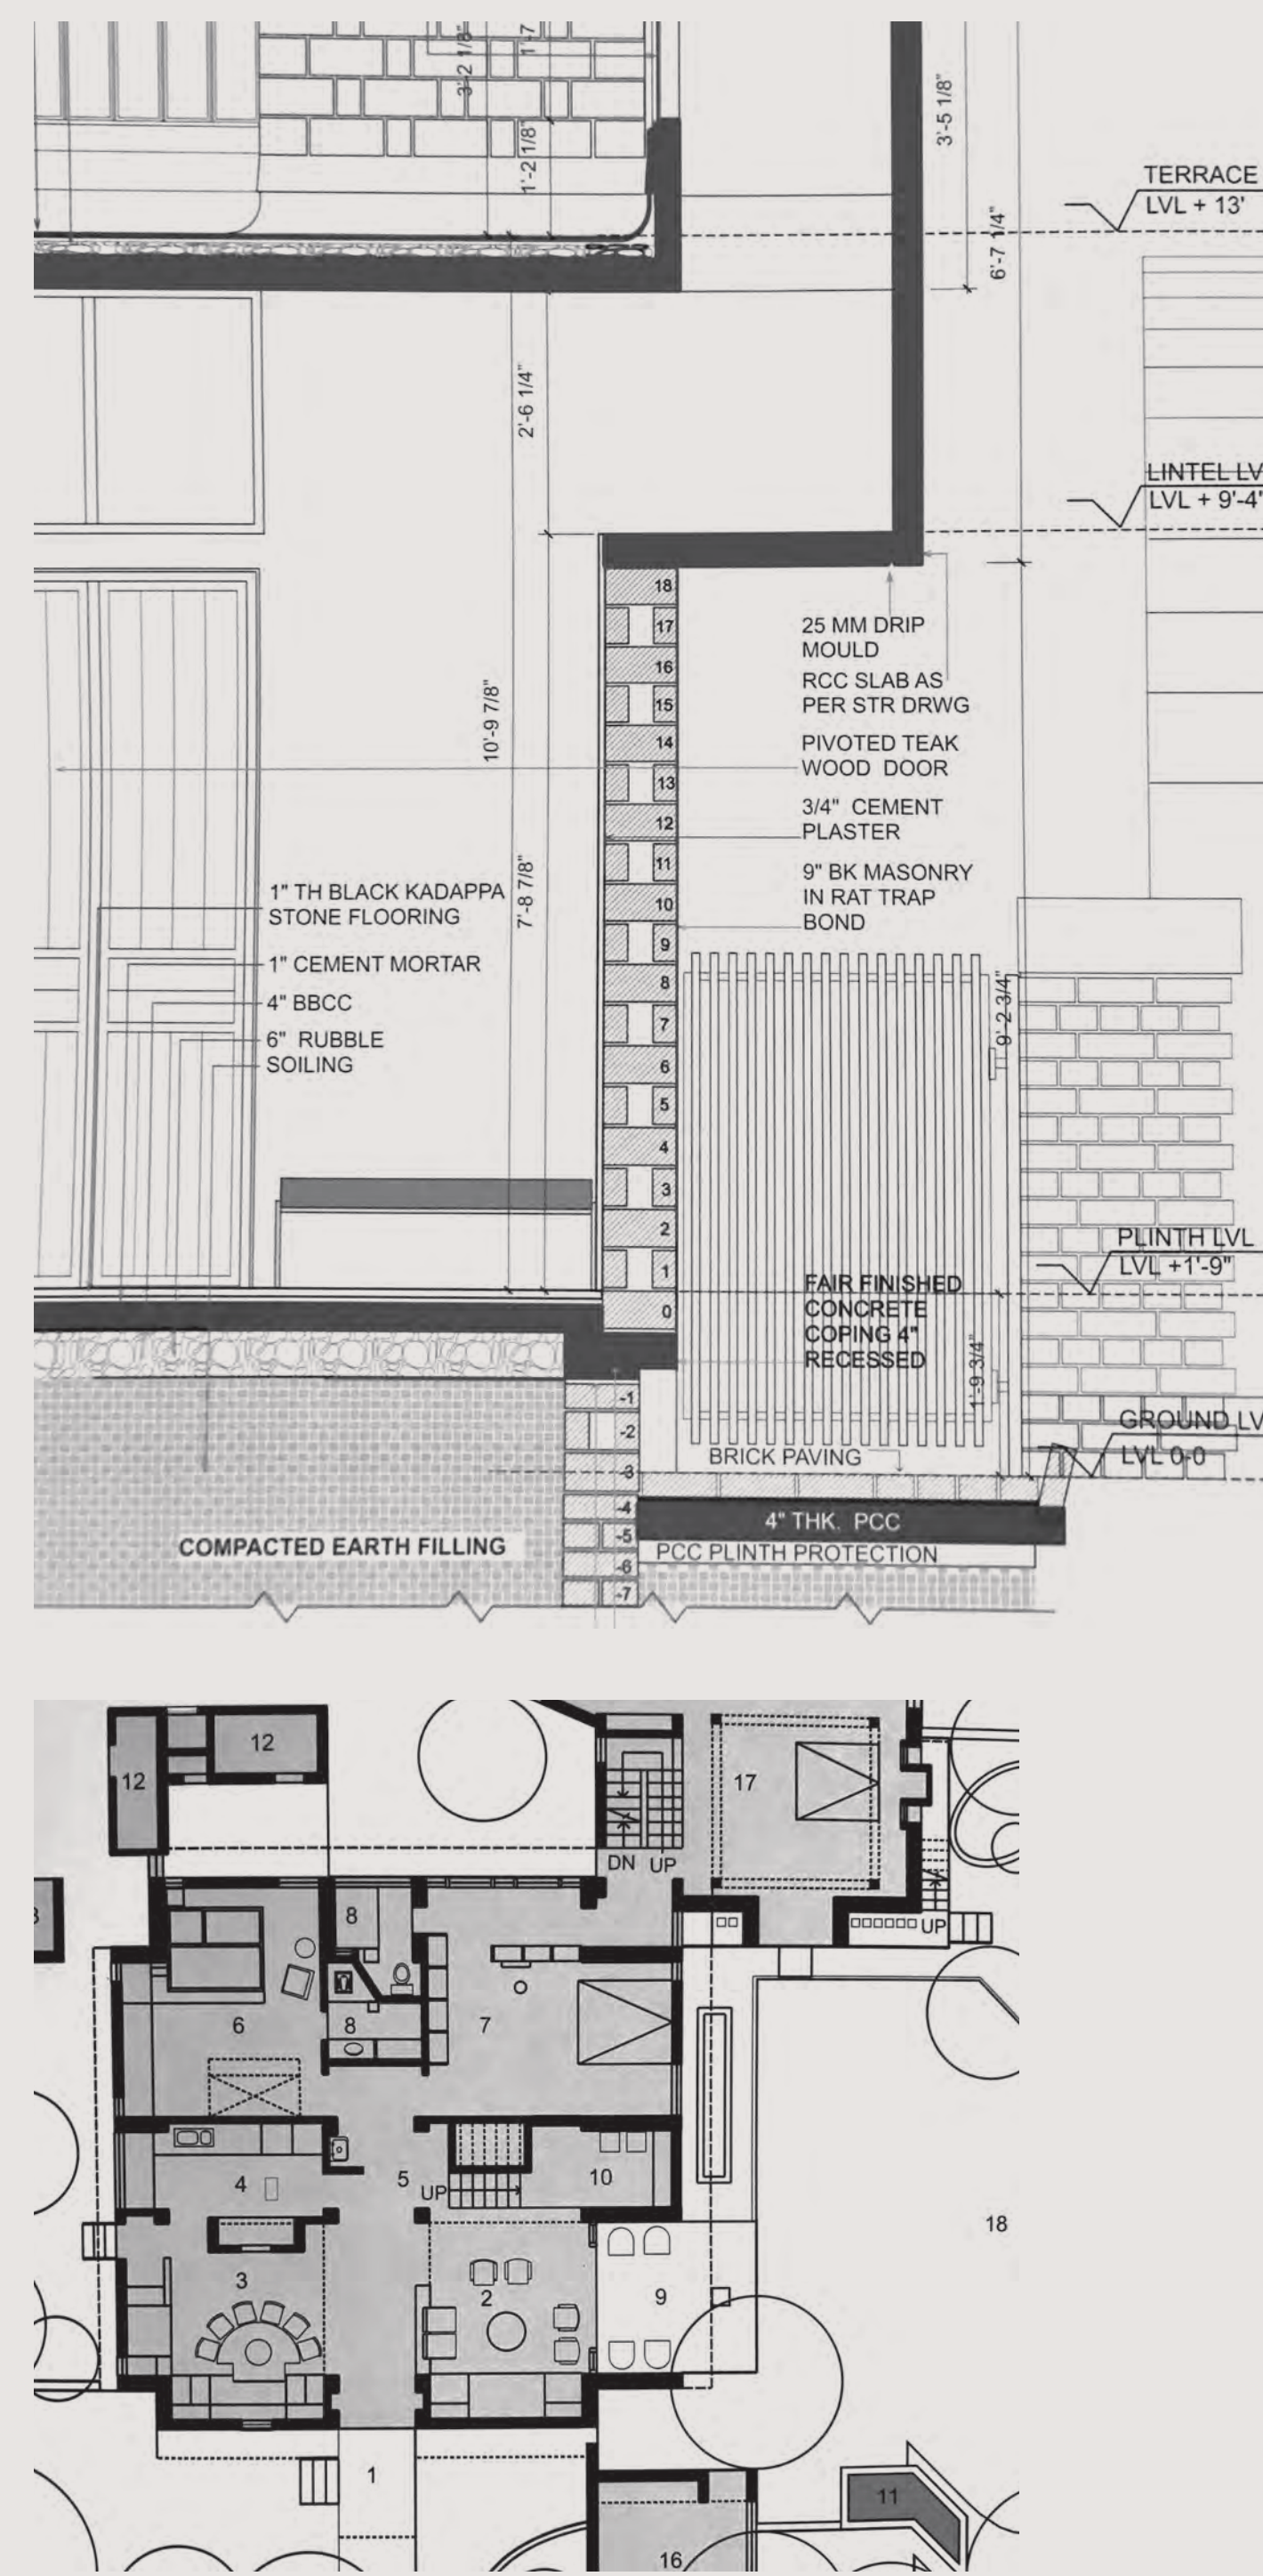 3'-2 1/8"
1'-7
1'-2 1/8"
3'-5 1/8"
6'-7 1/4"
TERRACE
LVL + 13'
2'-6 1/4"
LINTEL LV
LVL + 9'-4"
18
17
16
15
14
13
12
11
10
9
8
7
6
5
4
3
2
1
0
25 MM DRIP
MOULD
RCC SLAB AS
PER STR DRWG
PIVOTED TEAK
WOOD DOOR
3/4" CEMENT
PLASTER
9" BK MASONRY
IN RAT TRAP
BOND
10'-9 7/8"
7'-8 7/8"
1" TH BLACK KADAPPA
STONE FLOORING
1" CEMENT MORTAR
4" BBCC
6" RUBBLE
SOILING
9'-2 3/4"
PLINTH LVL
LVL +1'-9"
FAIR FINISHED
CONCRETE
COPING 4"
RECESSED
1'-9 3/4"
GROUND LV
LVL 0-0
BRICK PAVING
-1
-2
-3
-4
-5
-6
-7
4" THK. PCC
PCC PLINTH PROTECTION
COMPACTED EARTH FILLING
12
12
17
DN UP
8
UP
6
8
7
4
5
UP
10
18
3
2
9
1
11
16